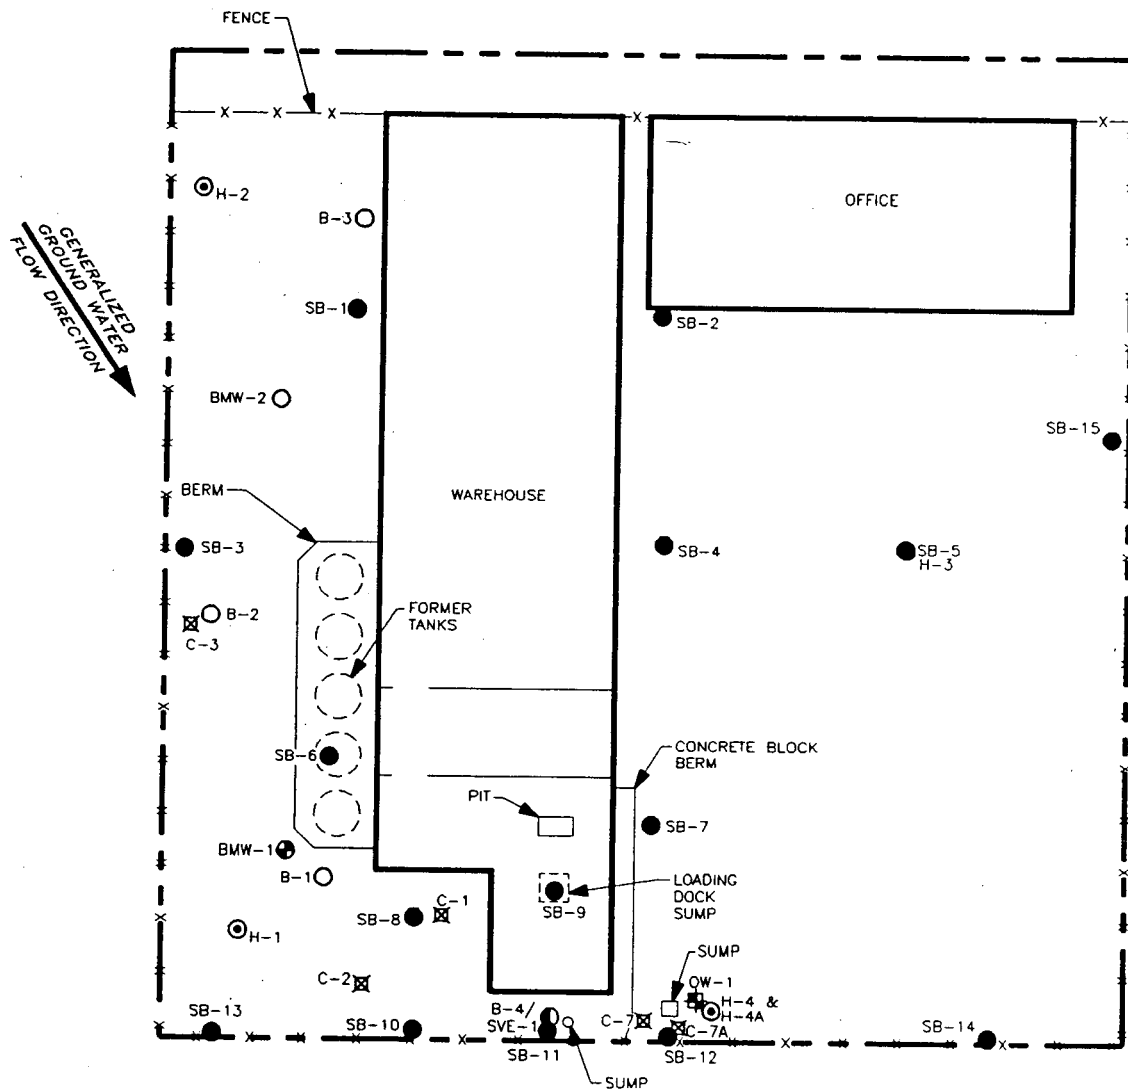 FENCE
X X X
X
X
H-2
OFFICE
B-3
GENERALIZED
GROUND WATER
FLOW DIRECTION
SB-1
SB-2
BMW-2
SB-15
BERM
WAREHOUSE
SB-3
SB-4
SB-5
H-3
B-2
FORMER
TANKS
C-3
SB-6
CONCRETE BLOCK
BERM
PIT
SB-7
BMW-1
B-1
LOADING
DOCK
SUMP
C-1
SB-8
SB-9
H-1
SUMP
C-2
OW-1
H-4 &
H-4A
B-4/
SVE-1
C-7
C-7A
SB-13
SB-10
SB-11
SB-12
SB-14
SUMP